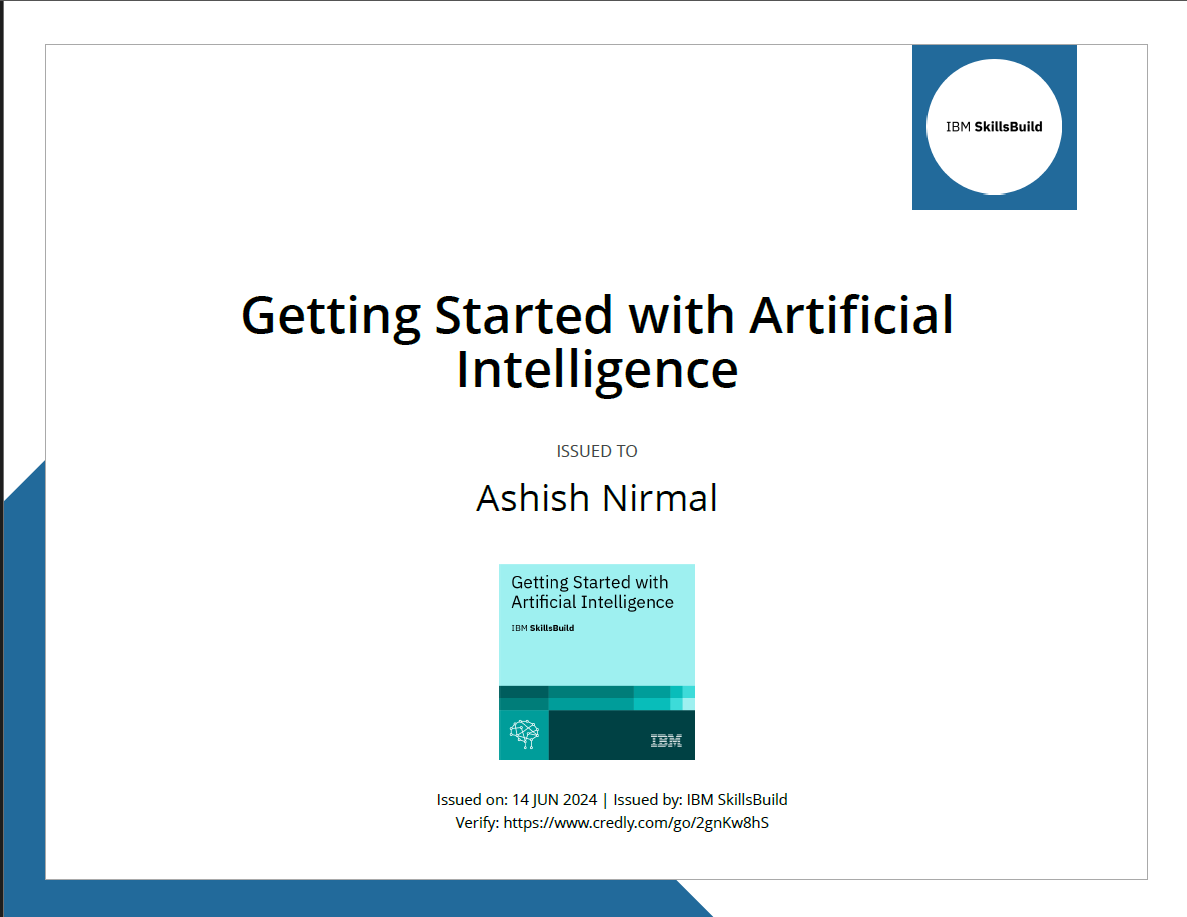 IBM SkillsBuild
Getting Started with Artificial
Intelligence
ISSUED TO
Ashish Nirmal
Getting Started with
Artificial Intelligence
IBM SkillsBuild
IBM
Issued on: 14 JUN 2024 | Issued by: IBM SkillsBuild
Verify: https://www.credly.com/go/2gnKw8hS